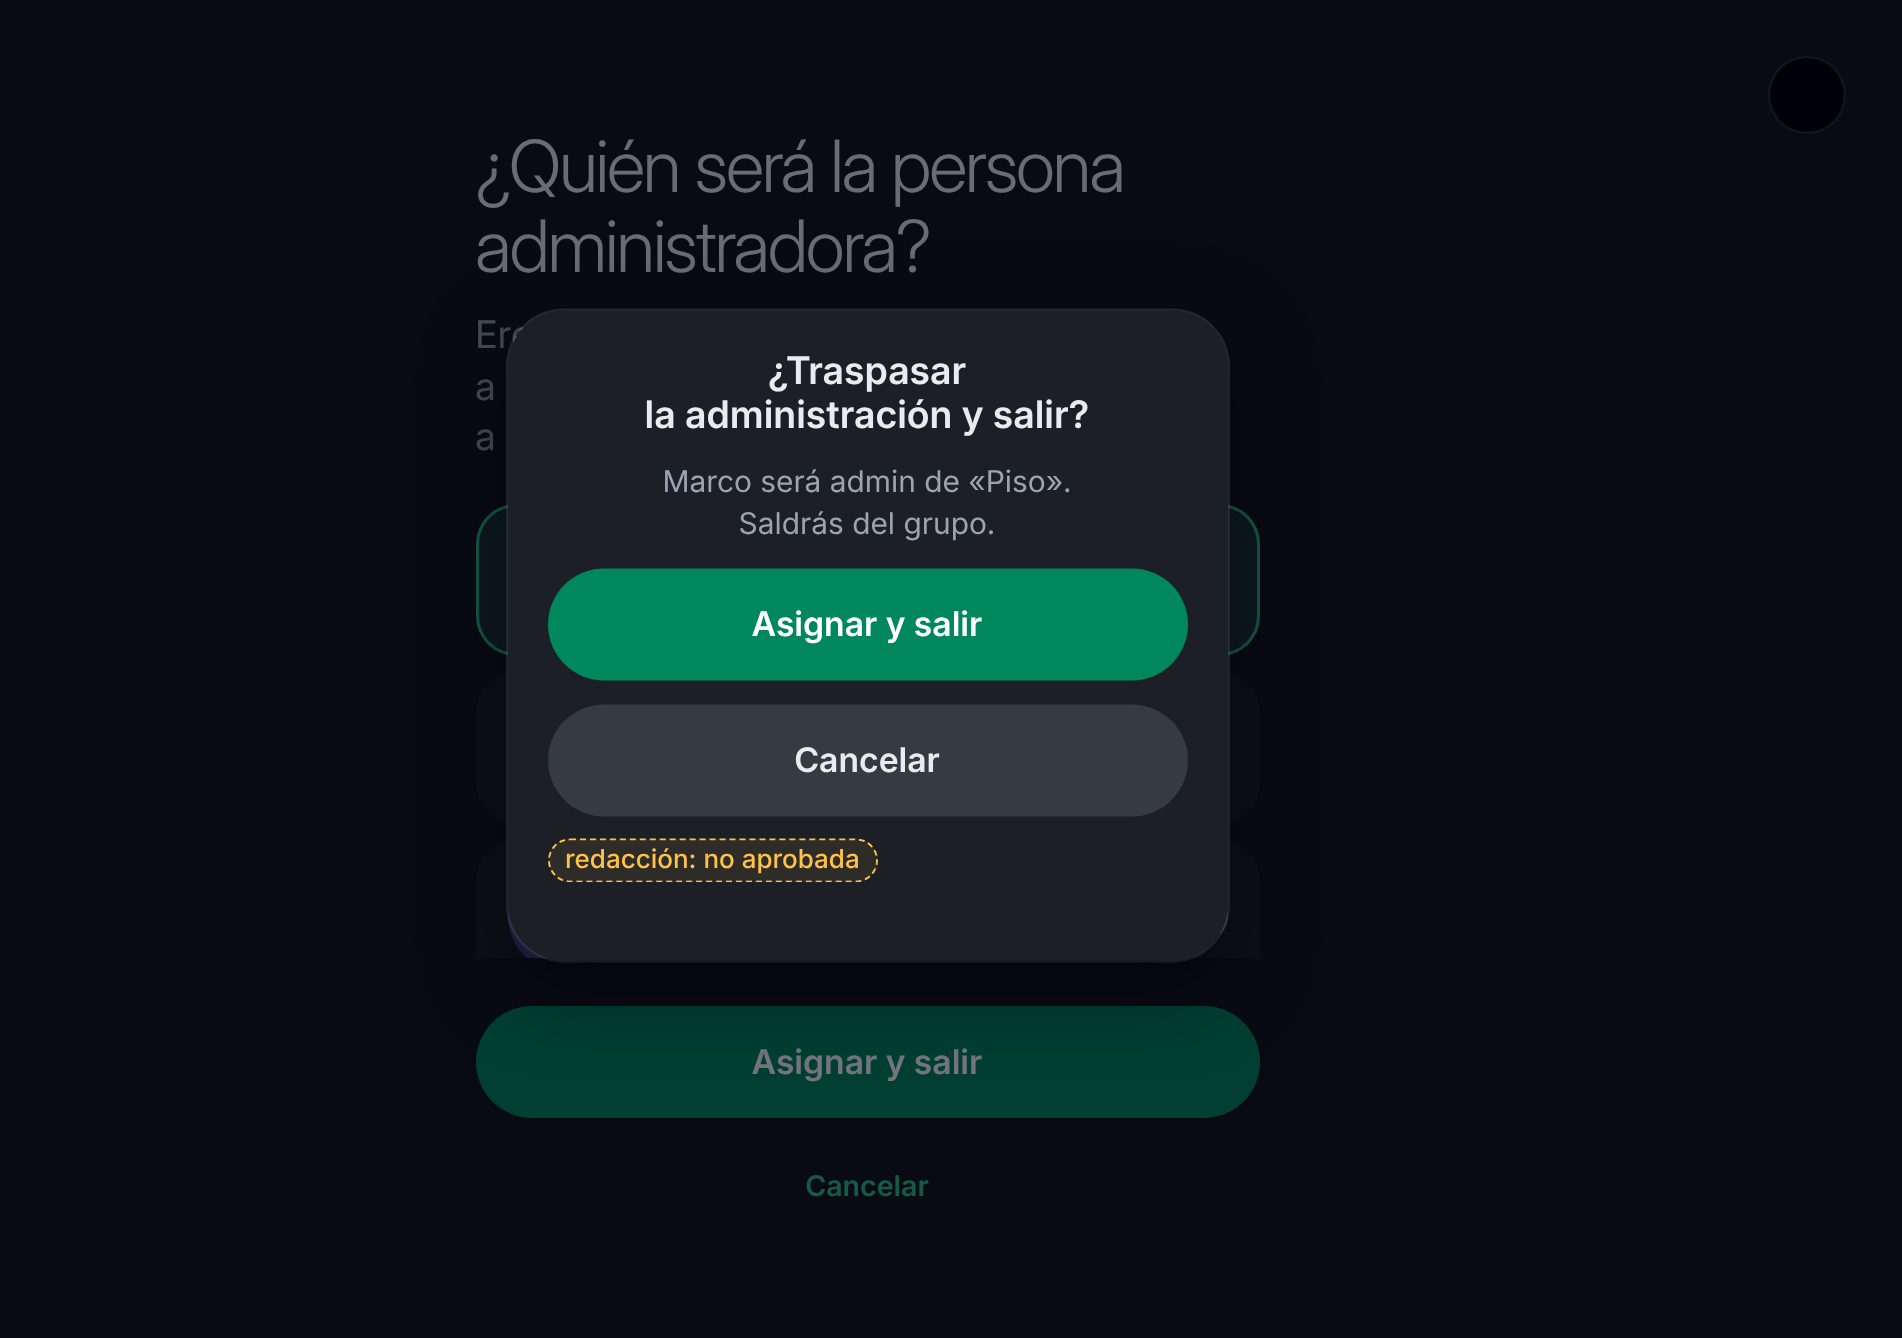 ¿Quién será la persona
administradora?
a
a
¿Traspasar
la administración y salir?
Marco será admin de «Piso».
Saldrás del grupo.
Asignar y salir
Cancelar
redacción: no aprobada
Asignar y salir
Cancelar